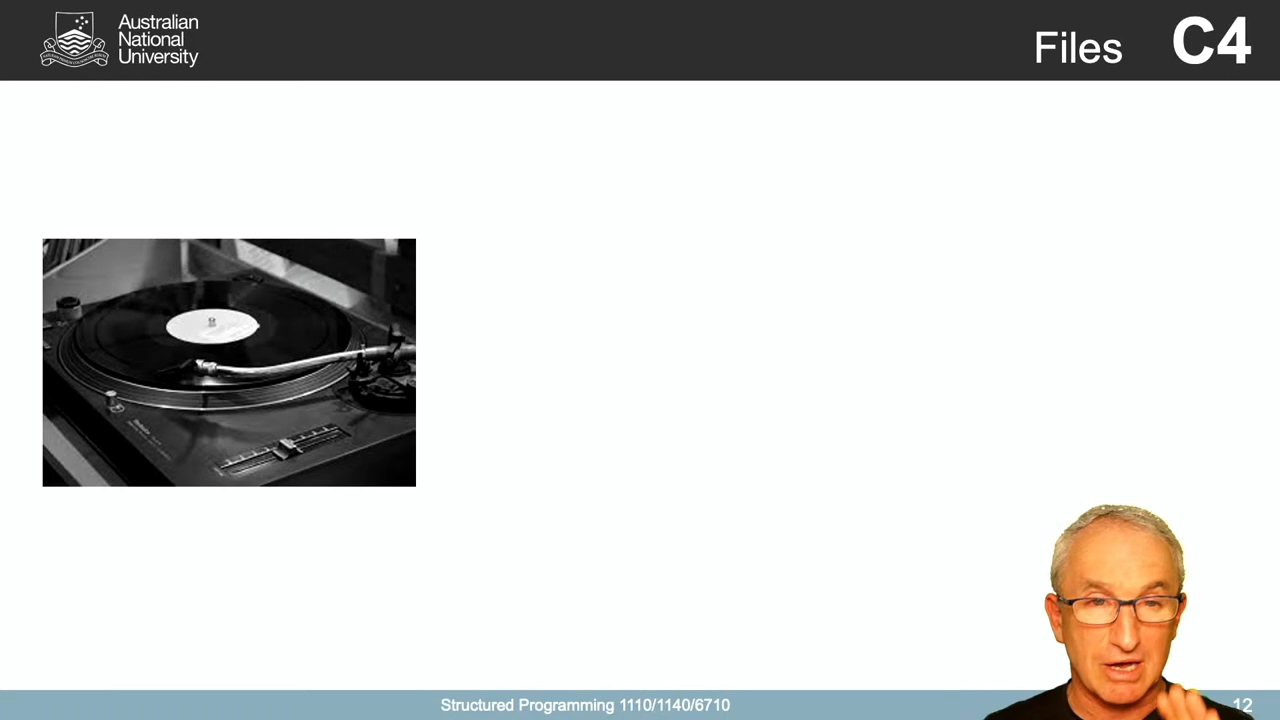 Australian
National
University
Files C4
Structured Programming 1110/1140/6710
12